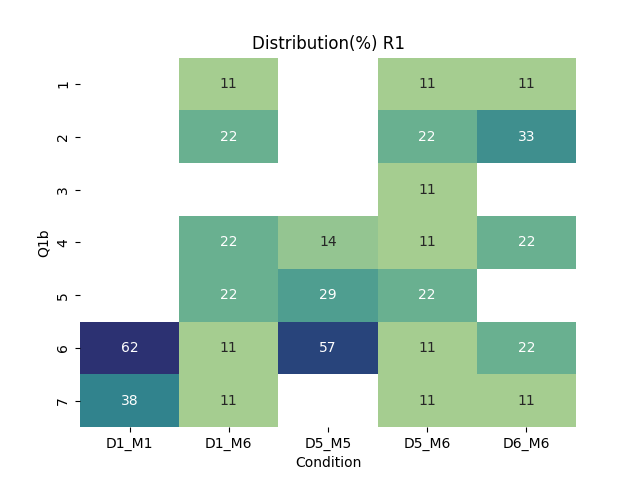 Distribution(%) R1
1 11 11 11
2 22 22 33
3 11
4 22 14 11 22
5 22 29 22
6 62 11 57 11 22
7 38 11 11 11
Q1b
D1_M1 D1_M6 D5_M5 D5_M6 D6_M6
Condition